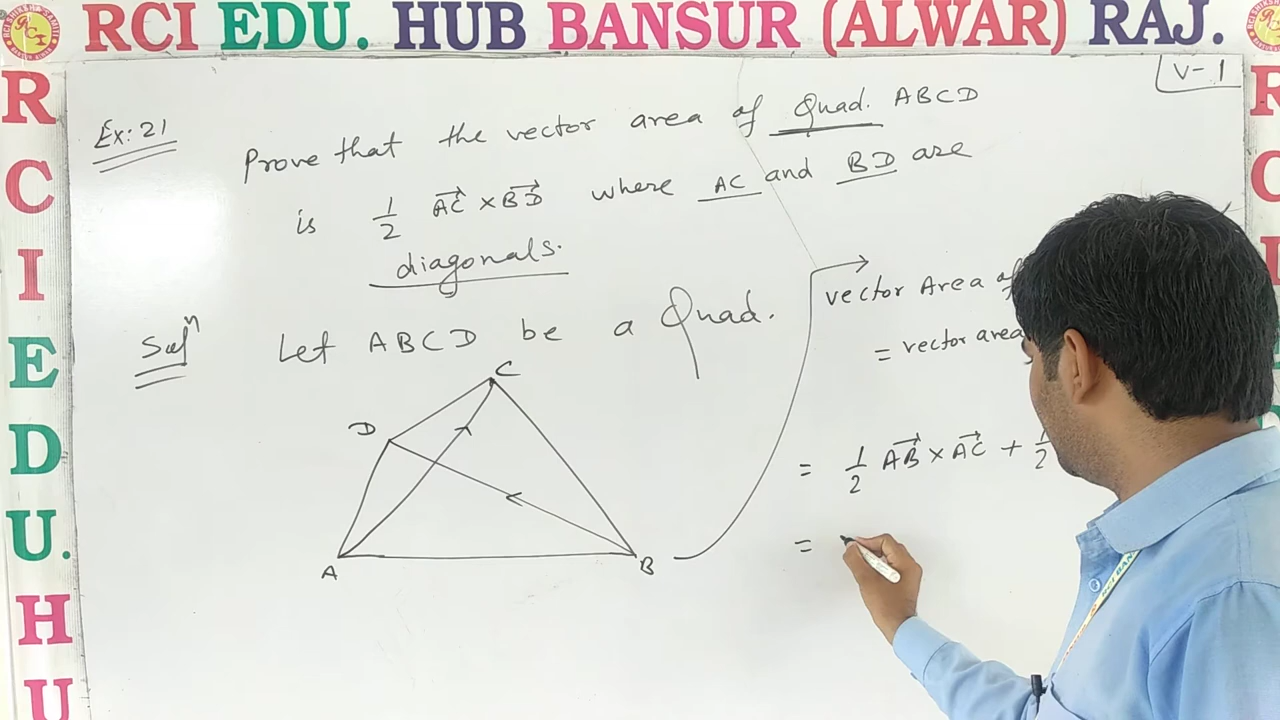 RCI EDU. HUB BANSUR (ALWAR) RAJ.
R
C
I
E
D
U.
H
U
V-1
Ex: 21
Prove that the vector area of Quad. ABCD
is 1/2 AC⃗ × BD⃗ where AC and BD are
diagonals.
Solⁿ
Let ABCD be a Quad.
C
D
A
B
vector Area of
= vector area
= 1/2 AB⃗ × AC⃗ + 1/2
=
R
C